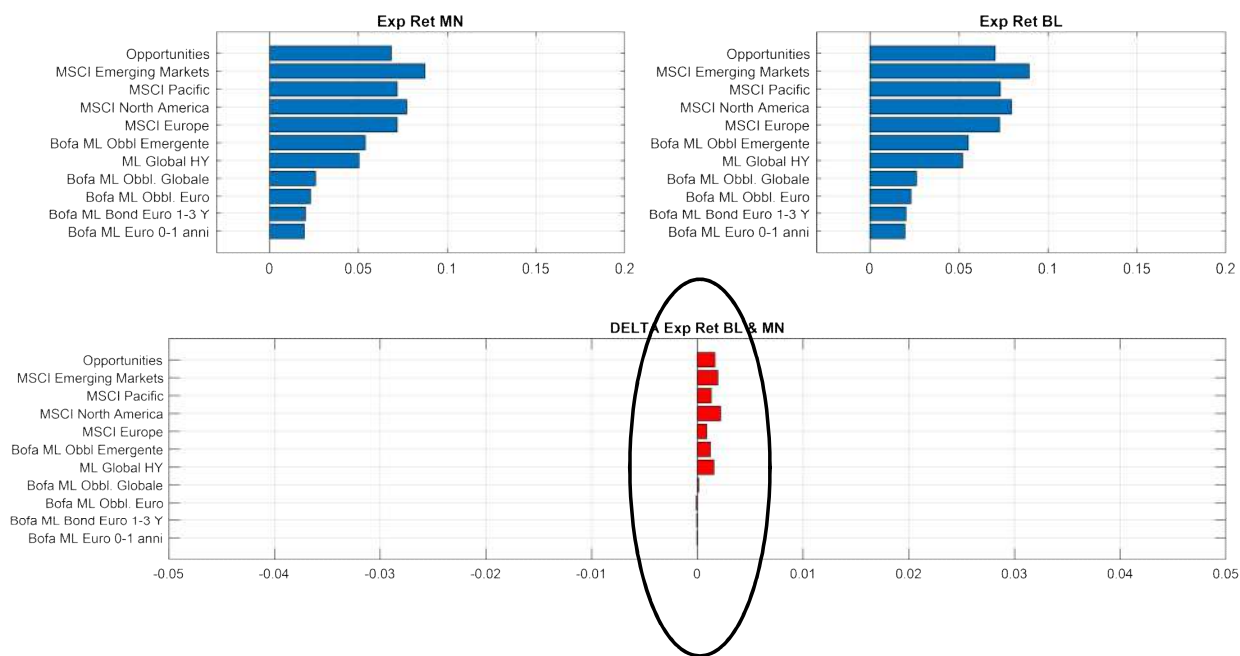 Exp Ret MN
Opportunities
MSCI Emerging Markets
MSCI Pacific
MSCI North America
MSCI Europe
Bofa ML Obbl Emergente
ML Global HY
Bofa ML Obbl. Globale
Bofa ML Obbl. Euro
Bofa ML Bond Euro 1-3 Y
Bofa ML Euro 0-1 anni
0 0.05 0.1 0.15 0.2
Exp Ret BL
Opportunities
MSCI Emerging Markets
MSCI Pacific
MSCI North America
MSCI Europe
Bofa ML Obbl Emergente
ML Global HY
Bofa ML Obbl. Globale
Bofa ML Obbl. Euro
Bofa ML Bond Euro 1-3 Y
Bofa ML Euro 0-1 anni
0 0.05 0.1 0.15 0.2
DELTA Exp Ret BL & MN
Opportunities
MSCI Emerging Markets
MSCI Pacific
MSCI North America
MSCI Europe
Bofa ML Obbl Emergente
ML Global HY
Bofa ML Obbl. Globale
Bofa ML Obbl. Euro
Bofa ML Bond Euro 1-3 Y
Bofa ML Euro 0-1 anni
-0.05 -0.04 -0.03 -0.02 -0.01 0 0.01 0.02 0.03 0.04 0.05